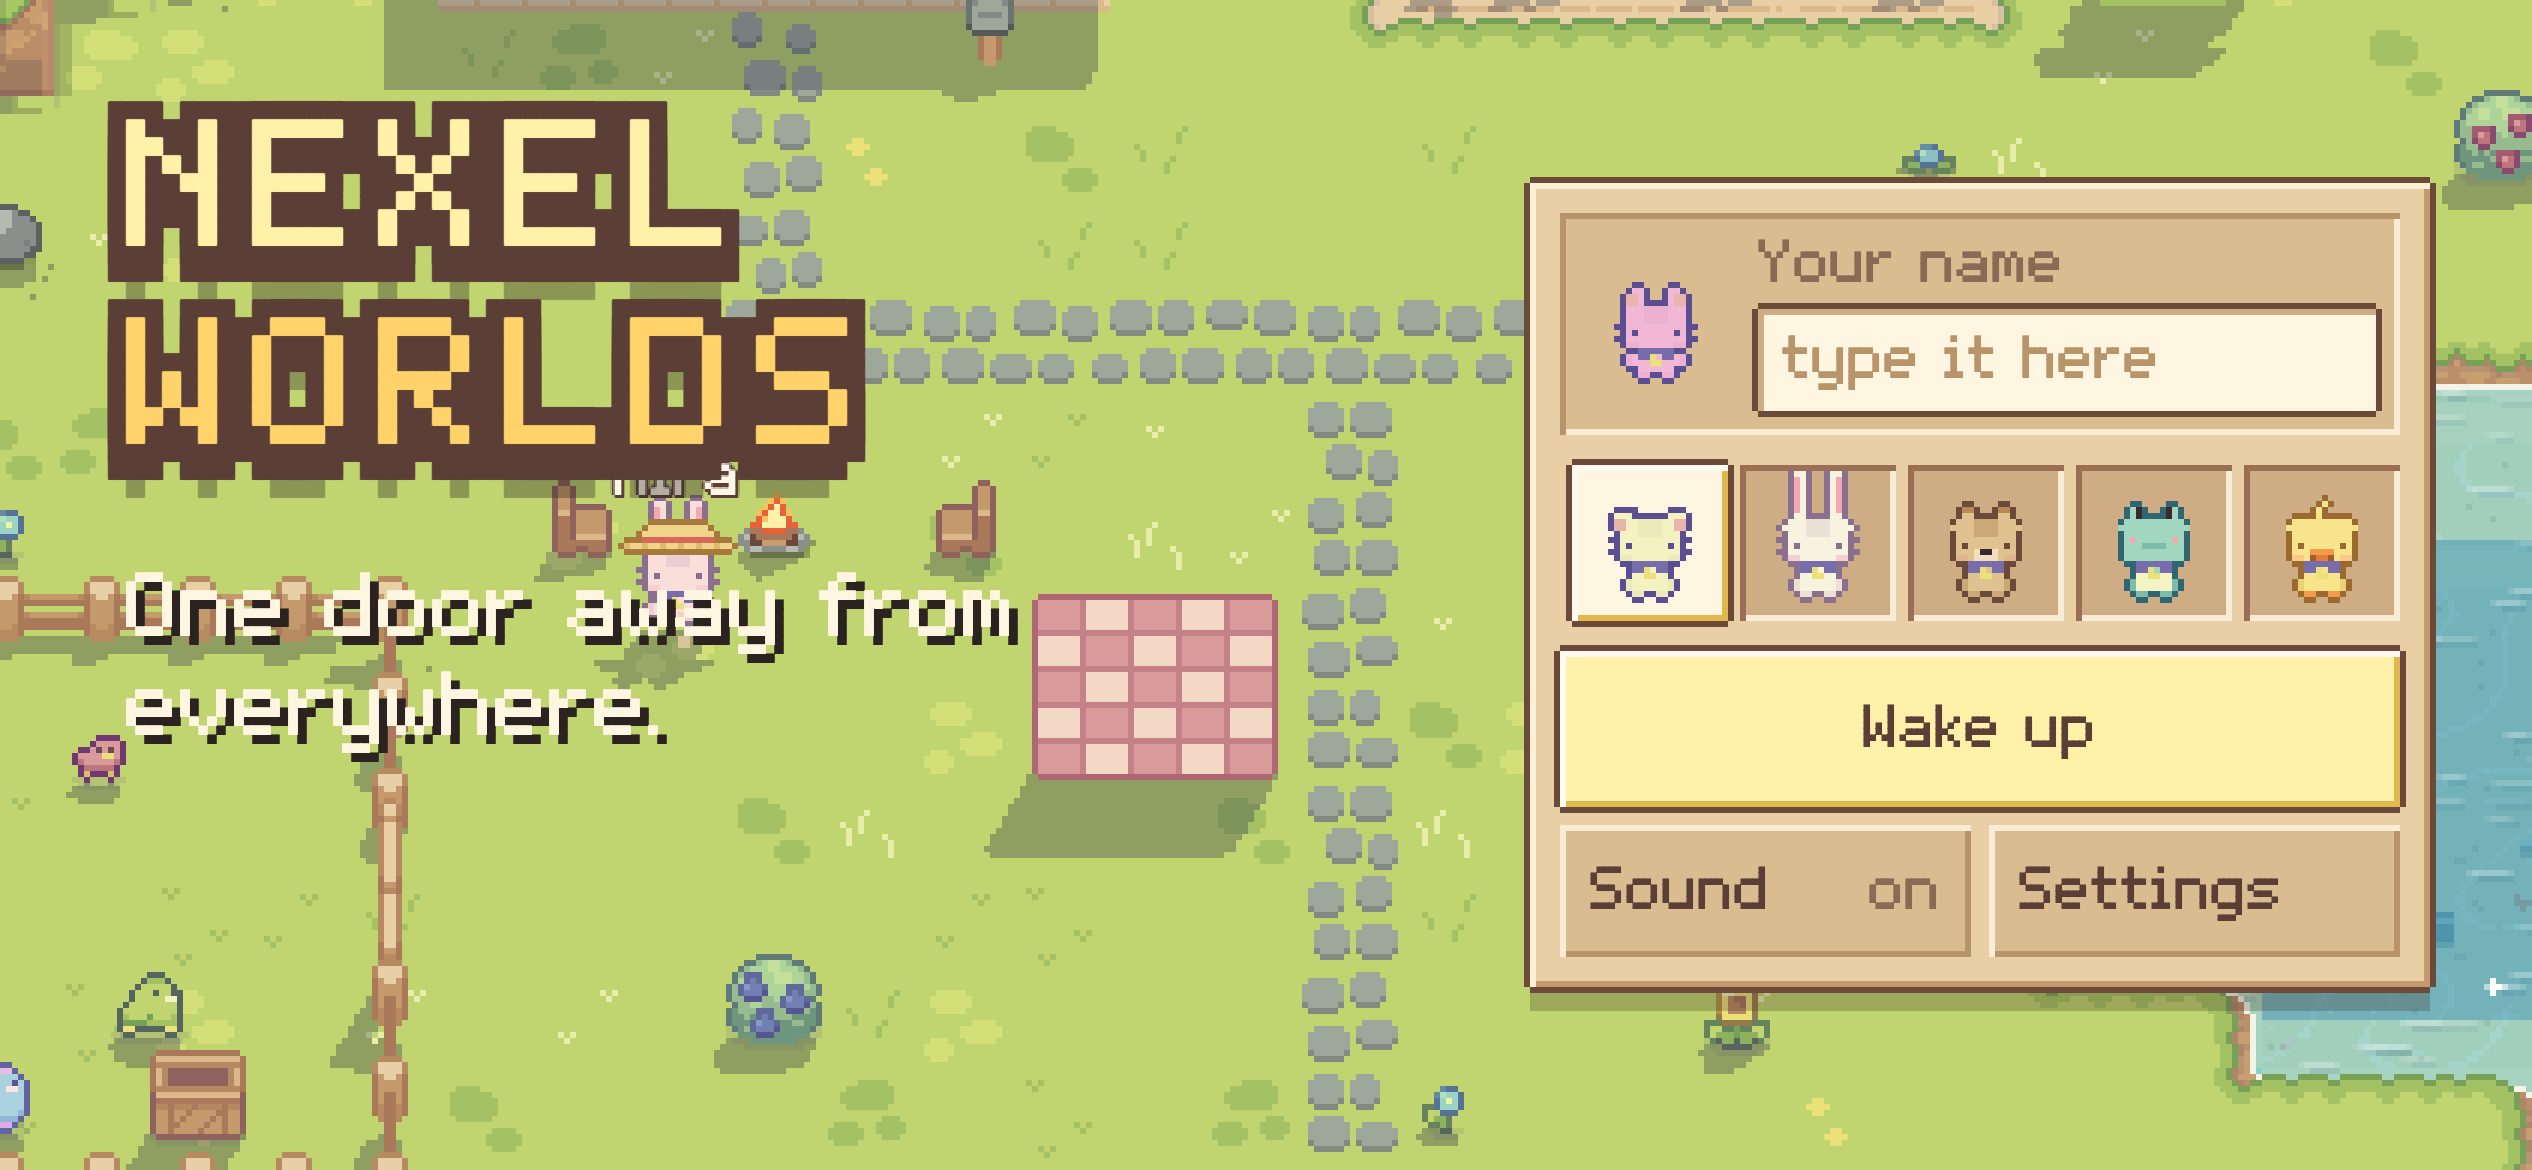 NEXEL
WORLDS
One door away from
everywhere.
Your name
type it here
Wake up
Sound on
Settings